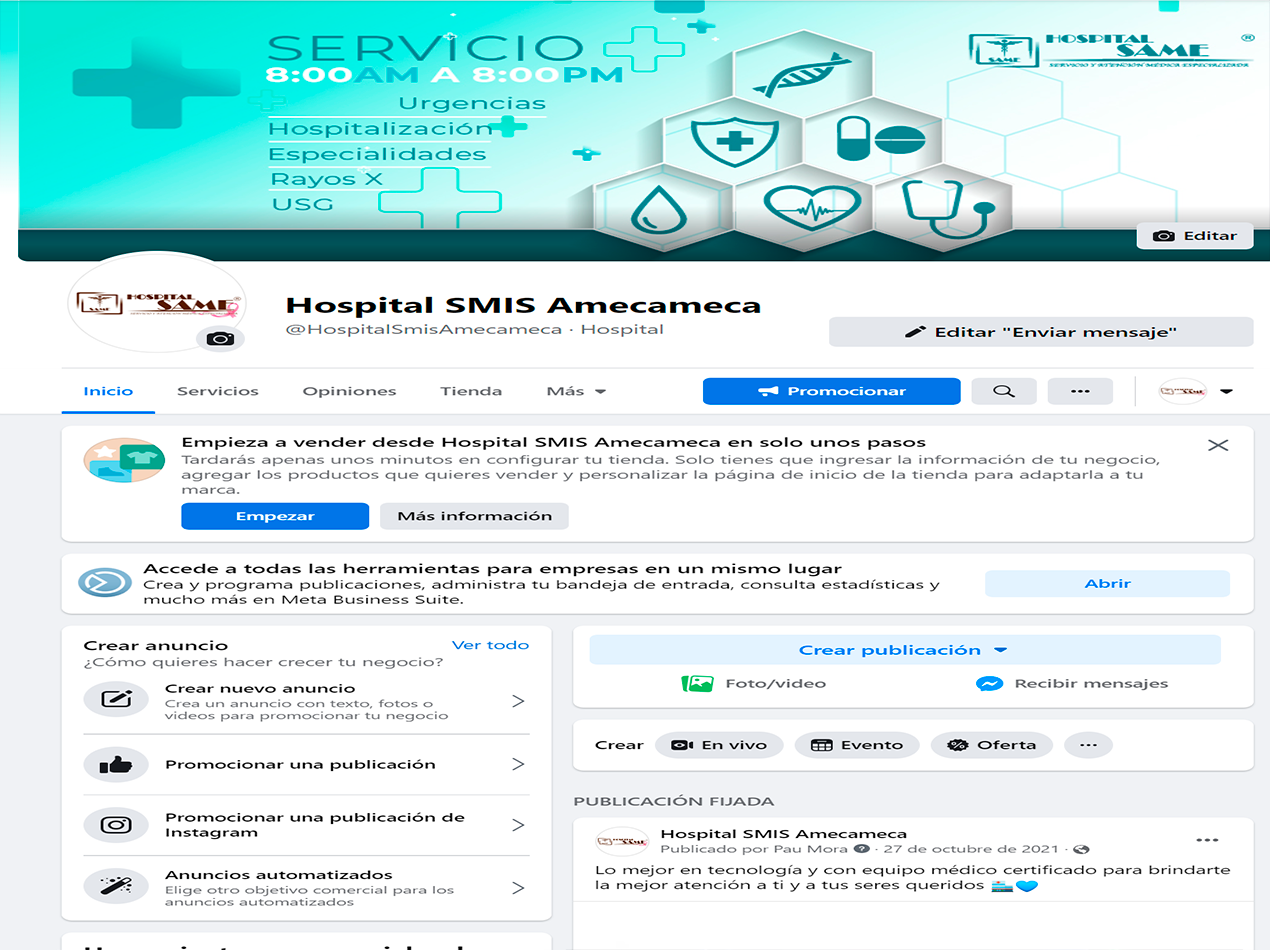 SERVICIO
8:00AM A 8:00PM
Urgencias
Hospitalización
Especialidades
Rayos X
USG
HOSPITAL
SAME
®
SAME
SERVICIO Y ATENCIÓN MÉDICA ESPECIALIZADA
Editar
HOSPITAL
SAME
®
SAME
Hospital SMIS Amecameca
@HospitalSmisAmecameca · Hospital
Editar "Enviar mensaje"
Inicio Servicios Opiniones Tienda Más
Promocionar
Empieza a vender desde Hospital SMIS Amecameca en solo unos pasos
Tardarás apenas unos minutos en configurar tu tienda. Solo tienes que ingresar la información de tu negocio,
agregar los productos que quieres vender y personalizar la página de inicio de la tienda para adaptarla a tu
marca.
Empezar Más información
Accede a todas las herramientas para empresas en un mismo lugar
Crea y programa publicaciones, administra tu bandeja de entrada, consulta estadísticas y
mucho más en Meta Business Suite.
Abrir
Crear anuncio Ver todo
¿Cómo quieres hacer crecer tu negocio?
Crear nuevo anuncio
Crea un anuncio con texto, fotos o
videos para promocionar tu negocio
Promocionar una publicación
Promocionar una publicación de
Instagram
Anuncios automatizados
Elige otro objetivo comercial para los
anuncios automatizados
Crear publicación
Foto/video Recibir mensajes
Crear En vivo Evento Oferta
PUBLICACIÓN FIJADA
Hospital SMIS Amecameca
Publicado por Pau Mora · 27 de octubre de 2021 ·
Lo mejor en tecnología y con equipo médico certificado para brindarte
la mejor atención a ti y a tus seres queridos